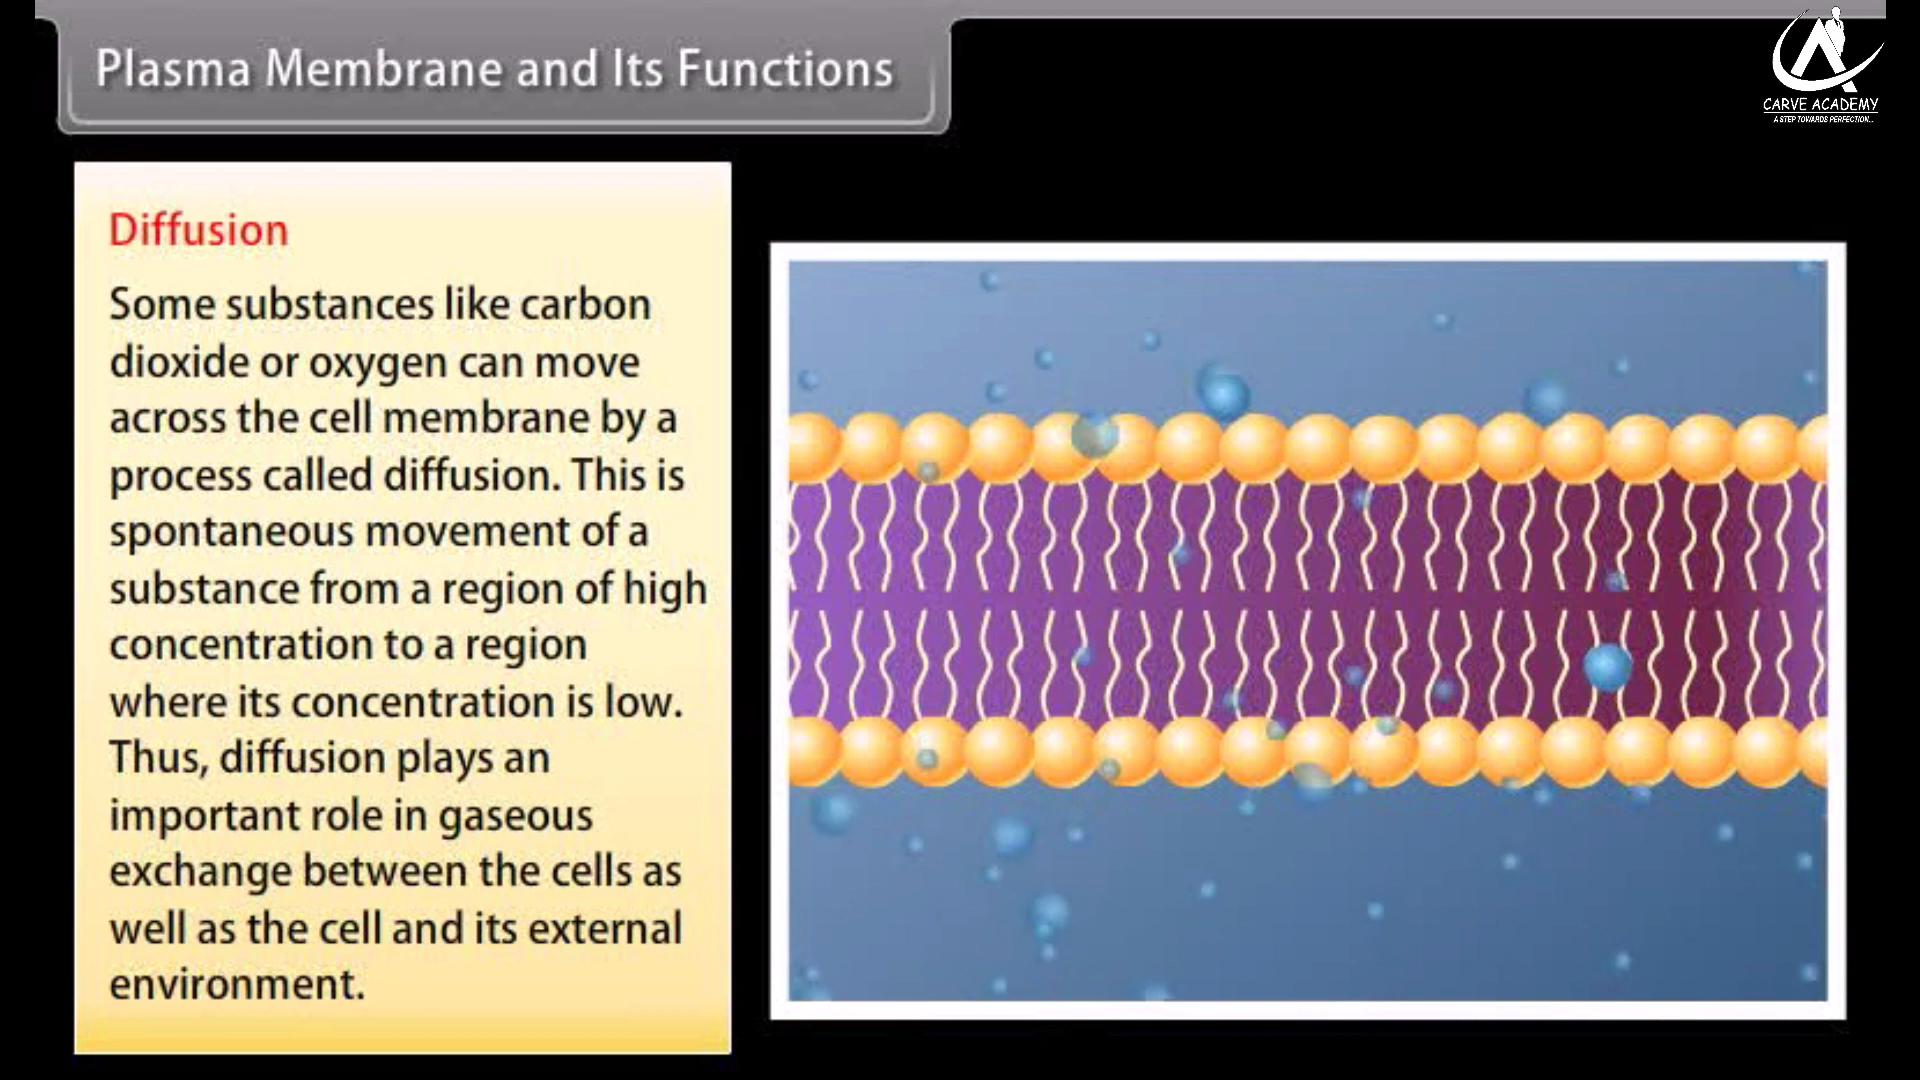 Plasma Membrane and Its Functions
CARVE ACADEMY
A STEP TOWARDS PERFECTION...
Diffusion
Some substances like carbon
dioxide or oxygen can move
across the cell membrane by a
process called diffusion. This is
spontaneous movement of a
substance from a region of high
concentration to a region
where its concentration is low.
Thus, diffusion plays an
important role in gaseous
exchange between the cells as
well as the cell and its external
environment.